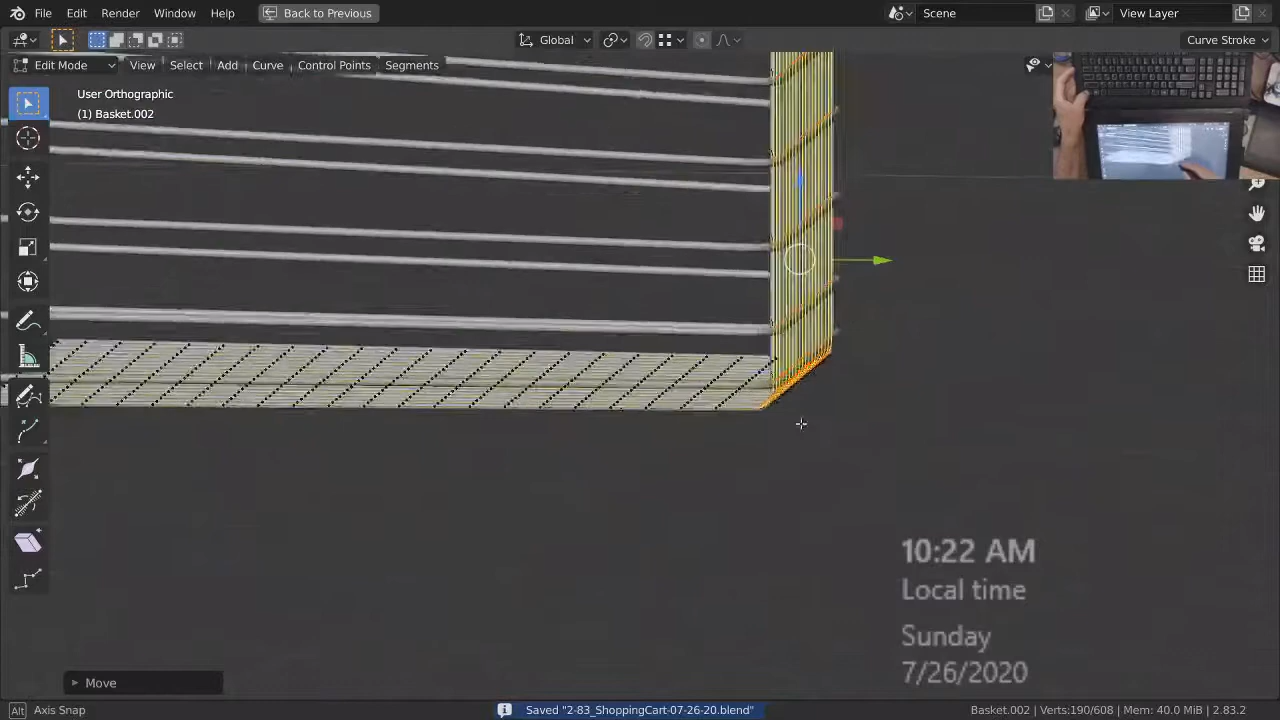 File Edit Render Window Help Back to Previous Scene View Layer
Global Curve Stroke
Edit Mode View Select Add Curve Control Points Segments
User Orthographic
(1) Basket.002
10:22 AM
Local time
Sunday
7/26/2020
Move
Alt Axis Snap Saved "2-83_ShoppingCart-07-26-20.blend" Basket.002 | Verts:190/608 | Mem: 40.0 MiB | 2.83.2